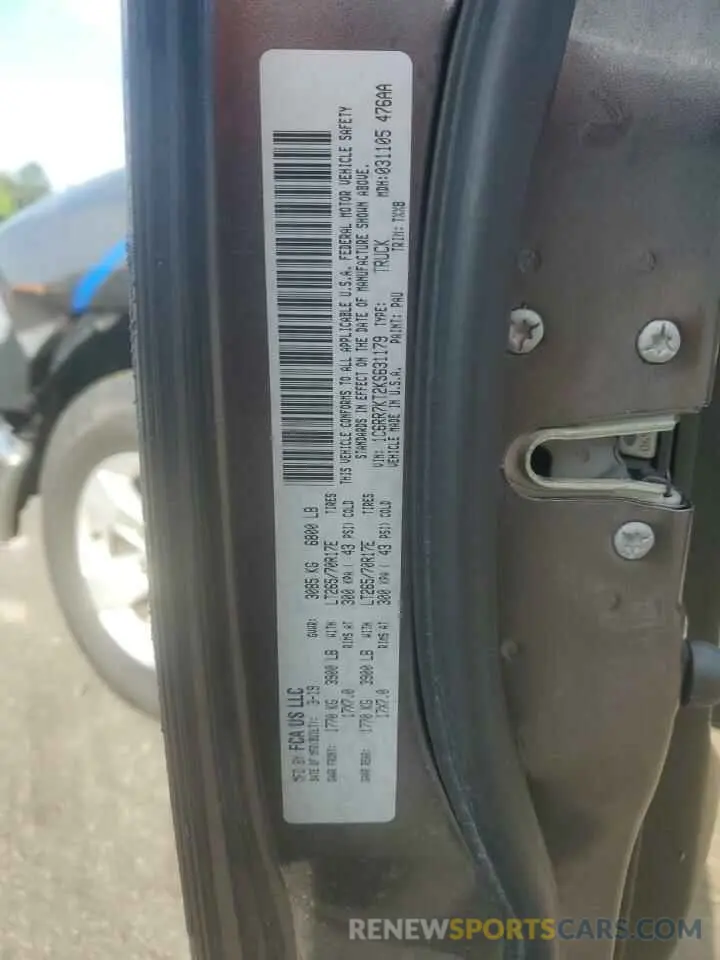 MFD BY FCA US LLC
DATE OF MFR/BUILT: 3-19 GVWR: 3085 KG 6800 LB
GAWR FRONT: 1770 KG 3900 LB WITH LT265/70R17E TIRES
17X7.0 RIMS AT 300 KPA ( 43 PSI) COLD
GAWR REAR: 1770 KG 3900 LB WITH LT265/70R17E TIRES
17X7.0 RIMS AT 300 KPA ( 43 PSI) COLD
THIS VEHICLE CONFORMS TO ALL APPLICABLE U.S.A. FEDERAL MOTOR VEHICLE SAFETY
STANDARDS IN EFFECT ON THE DATE OF MANUFACTURE SHOWN ABOVE.
VIN: 1C6RR7KT2KS631179 TYPE: TRUCK MDH: 031105 476AA
VEHICLE MADE IN U.S.A. PAINT: PAU TRIM: TXX8
RENEWSPORTSCARS.COM